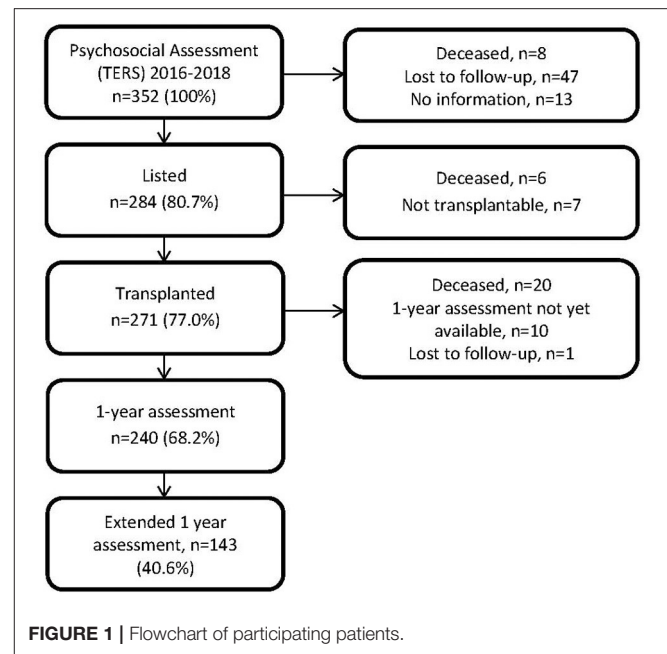 Psychosocial Assessment
(TERS) 2016-2018
n=352 (100%)
Deceased, n=8
Lost to follow-up, n=47
No information, n=13
Listed
n=284 (80.7%)
Deceased, n=6
Not transplantable, n=7
Transplanted
n=271 (77.0%)
Deceased, n=20
1-year assessment not yet
available, n=10
Lost to follow-up, n=1
1-year assessment
n=240 (68.2%)
Extended 1 year
assessment, n=143
(40.6%)
FIGURE 1 | Flowchart of participating patients.